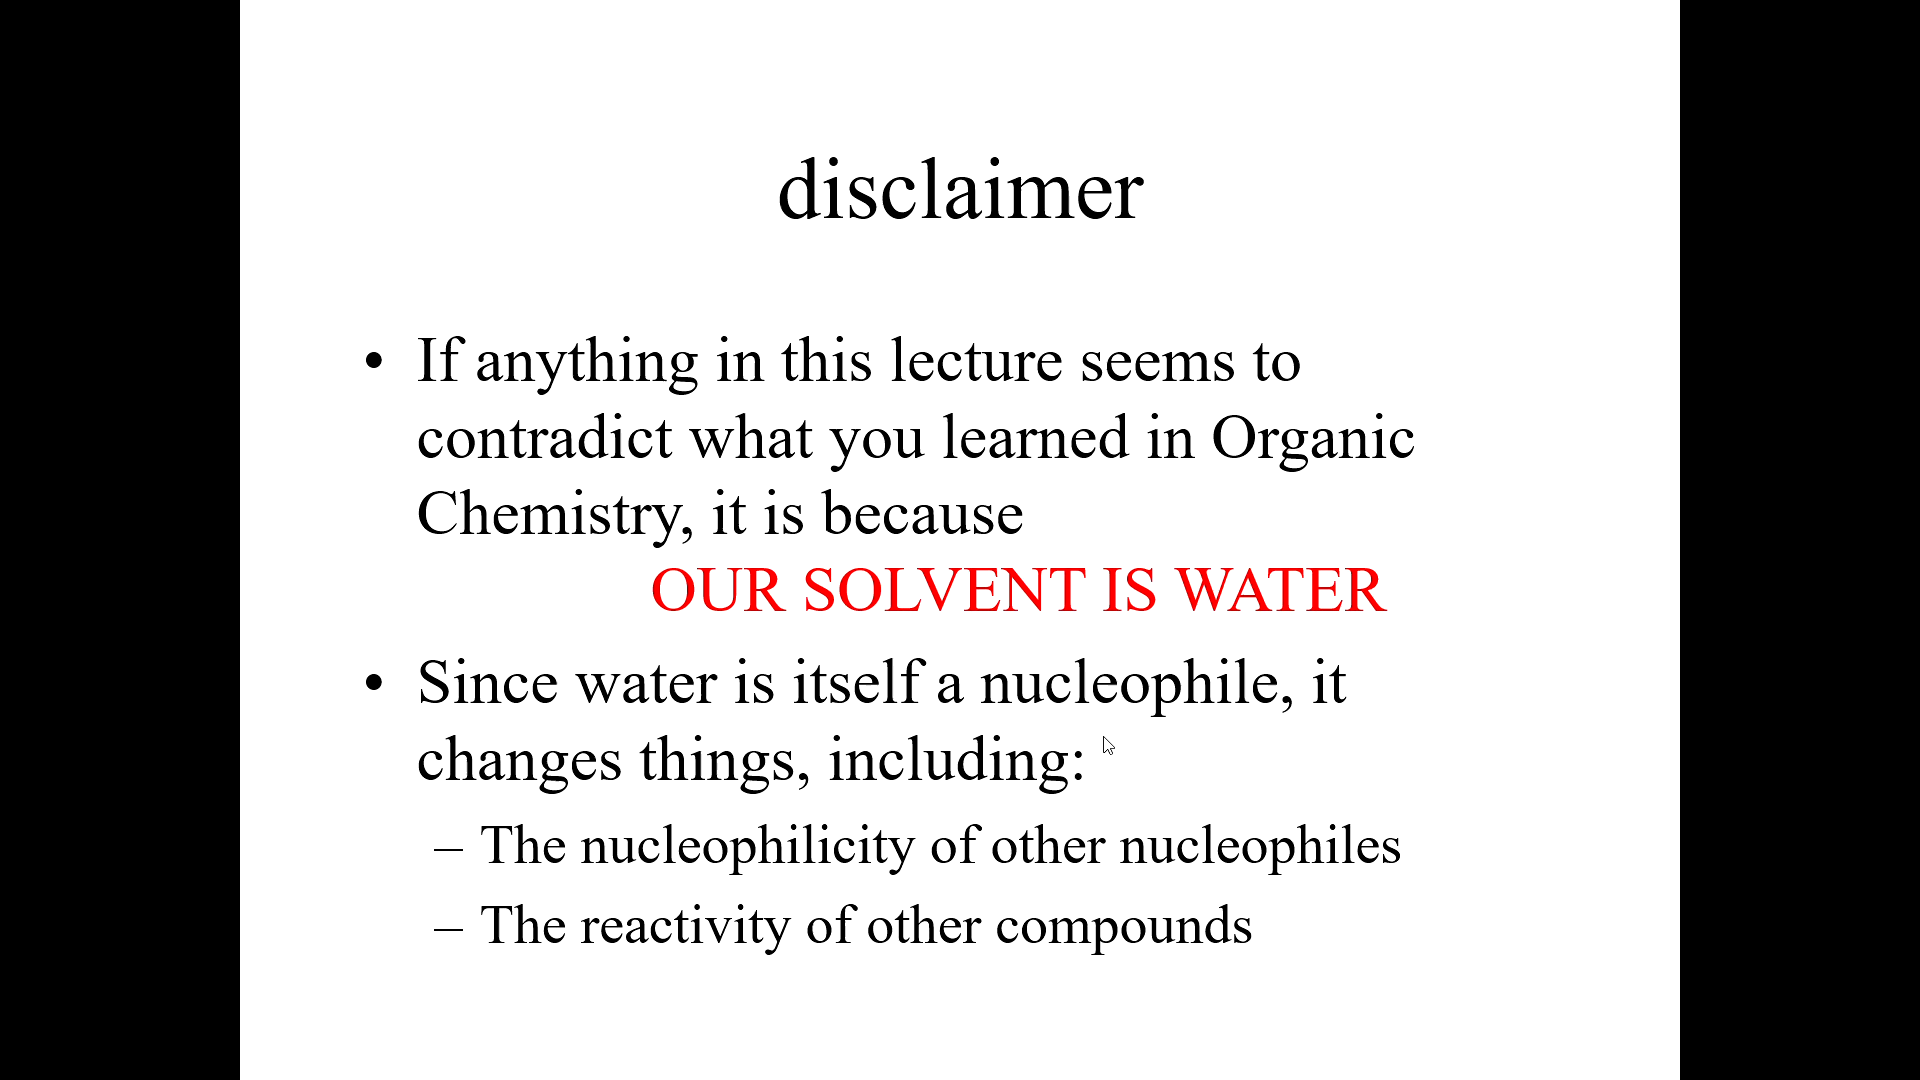 disclaimer
• If anything in this lecture seems to
contradict what you learned in Organic
Chemistry, it is because
OUR SOLVENT IS WATER
• Since water is itself a nucleophile, it
changes things, including:
– The nucleophilicity of other nucleophiles
– The reactivity of other compounds